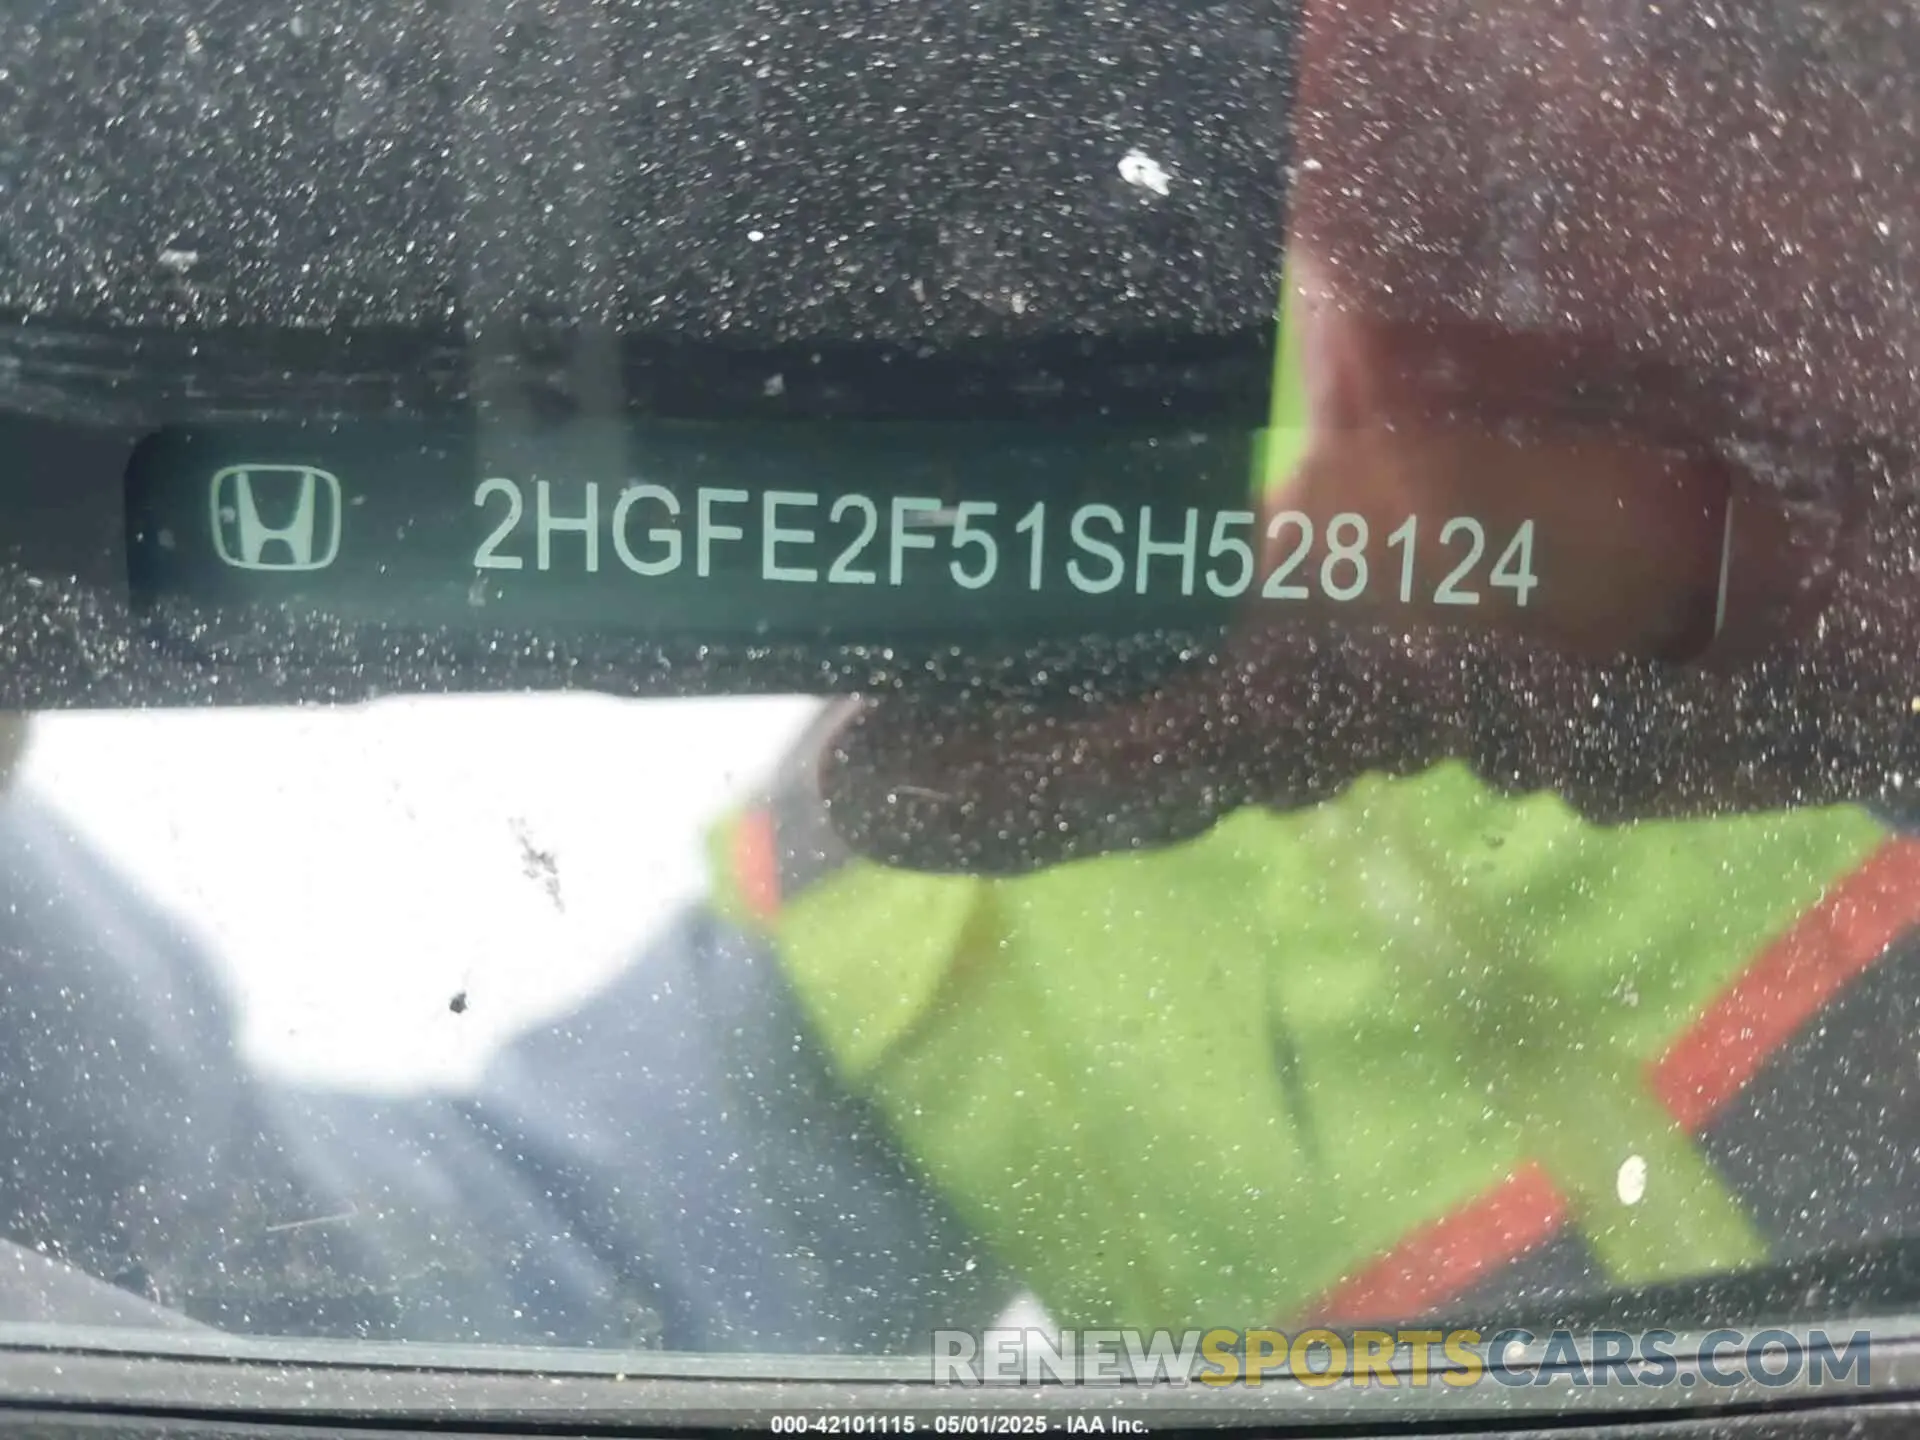 2HGFE2F51SH528124
RENEWSPORTSCARS.COM
000-42101115 - 05/01/2025 - IAA Inc.